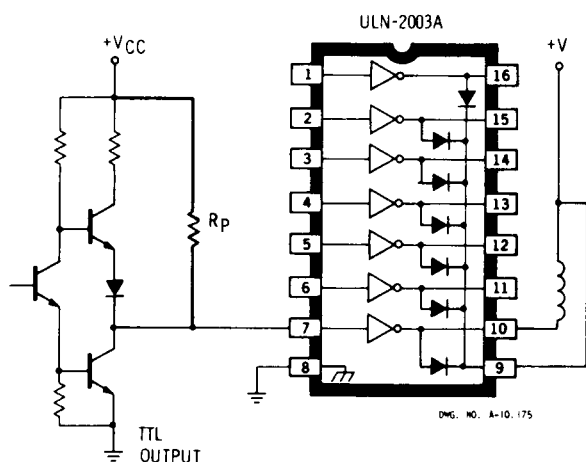 ULN-2003A
+VCC
+V
1
16
2
15
3
14
4
13
5
12
6
11
RP
7
10
8
9
TTL
OUTPUT
DWG. NO. A-10,175